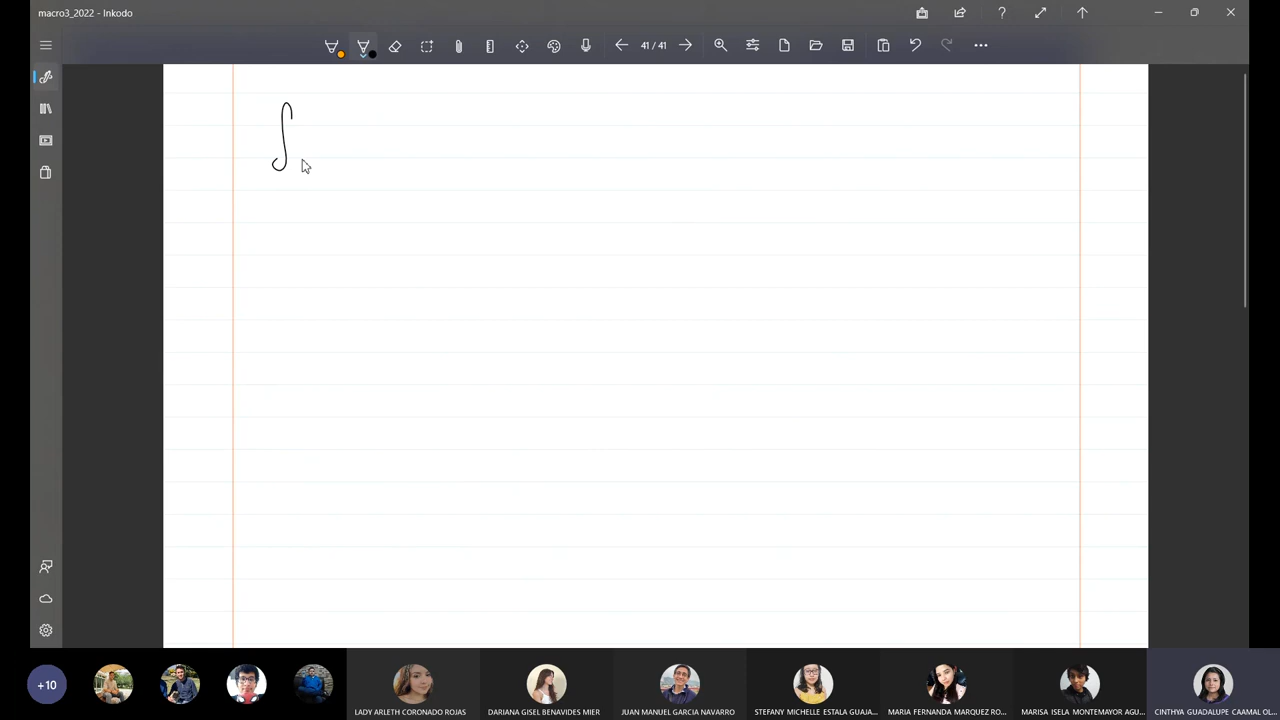 macro3_2022 - Inkodo
41 / 41
∫
+10
LADY ARLETH CORONADO ROJAS
DARIANA GISEL BENAVIDES MIER
JUAN MANUEL GARCIA NAVARRO
STEFANY MICHELLE ESTALA GUAJA...
MARIA FERNANDA MARQUEZ RO...
MARISA ISELA MONTEMAYOR AGU...
CINTHYA GUADALUPE CAAMAL OL...